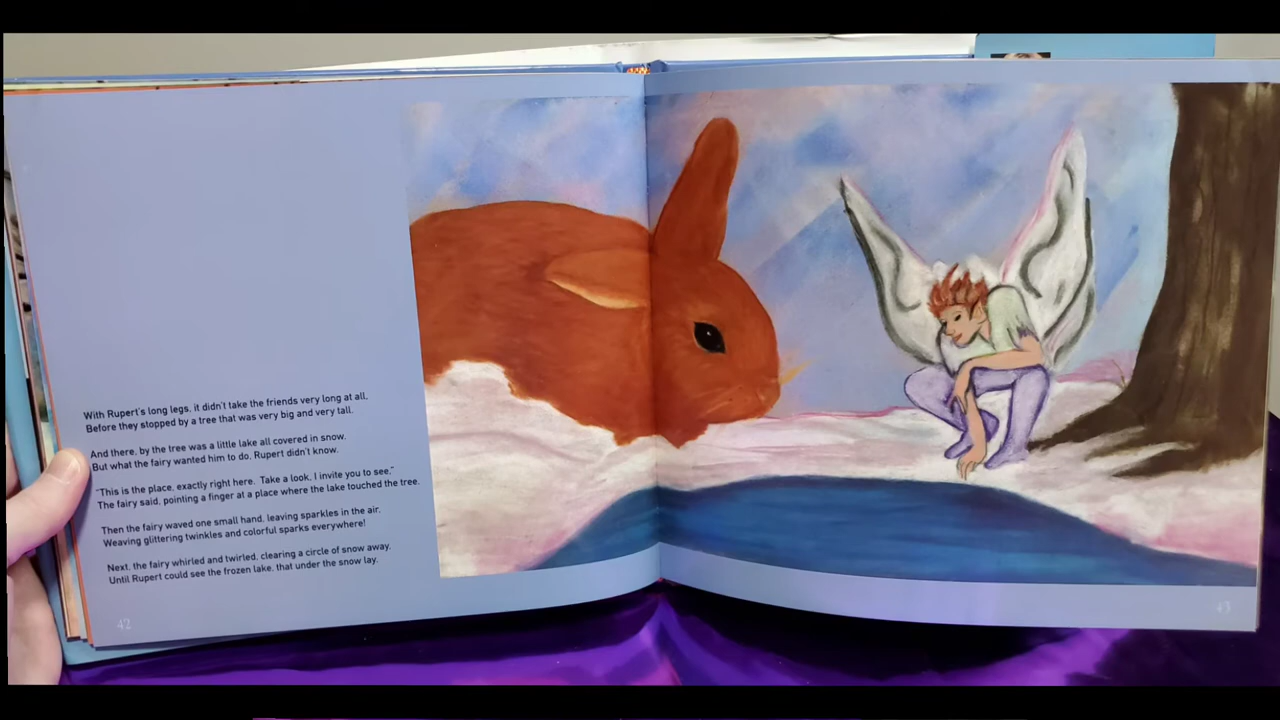 With Rupert's long legs, it didn't take the friends very long at all,
Before they stopped by a tree that was very big and very tall.
And there, by the tree was a little lake all covered in snow.
But what the fairy wanted him to do, Rupert didn't know.
"This is the place, exactly right here. Take a look, I invite you to see,"
The fairy said, pointing a finger at a place where the lake touched the tree.
Then the fairy waved one small hand, leaving sparkles in the air,
Weaving glittering twinkles and colorful sparks everywhere!
Next, the fairy whirled and twirled, clearing a circle of snow away.
Until Rupert could see the frozen lake, that under the snow lay.
42
43